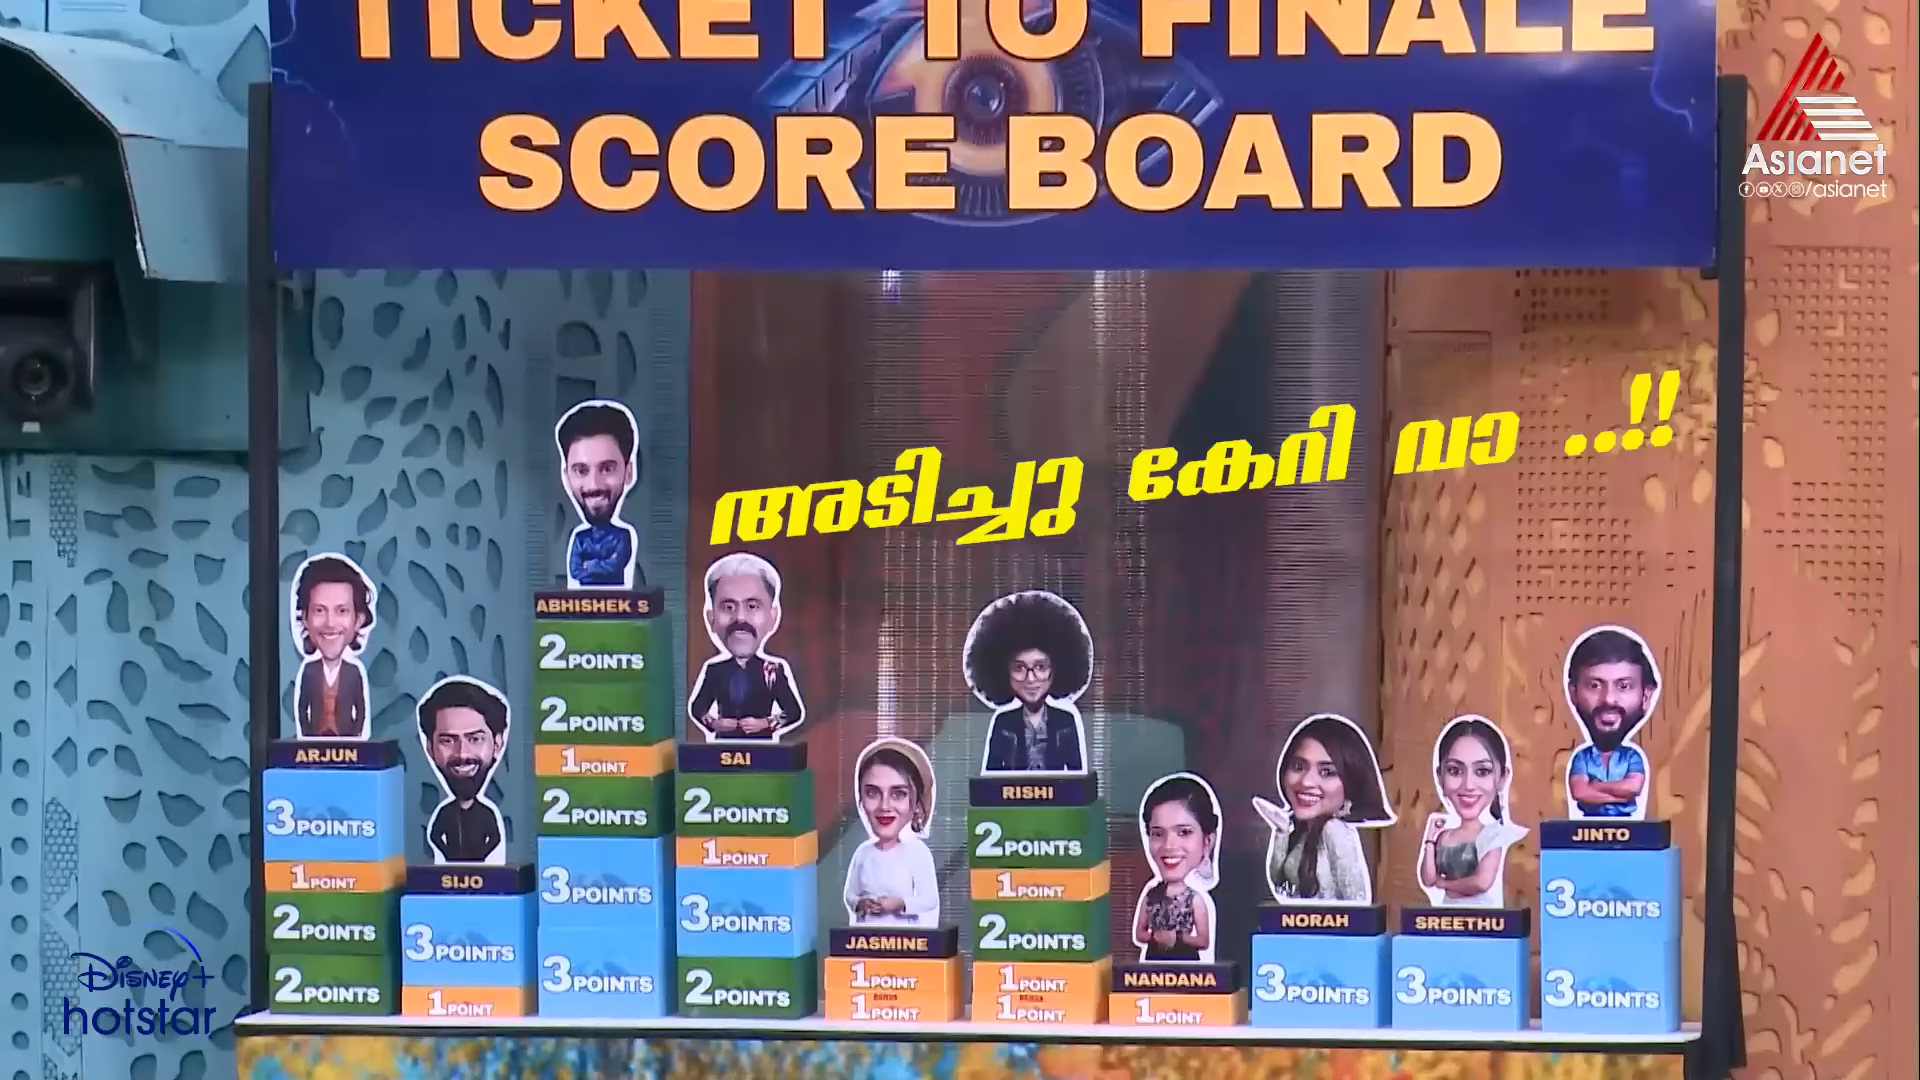 TICKET TO FINALE
SCORE BOARD
Asianet
/asianet
അടിച്ചു കേറി വാ ..!!
ABHISHEK S
2 POINTS
2 POINTS
1 POINT
2 POINTS
3 POINTS
3 POINTS
ARJUN
3 POINTS
1 POINT
2 POINTS
2 POINTS
SIJO
3 POINTS
1 POINT
SAI
2 POINTS
1 POINT
3 POINTS
2 POINTS
JASMINE
1 POINT
1 POINT
RISHI
2 POINTS
1 POINT
2 POINTS
1 POINT
1 POINT
NANDANA
1 POINT
NORAH
3 POINTS
SREETHU
3 POINTS
JINTO
3 POINTS
3 POINTS
Disney+
hotstar